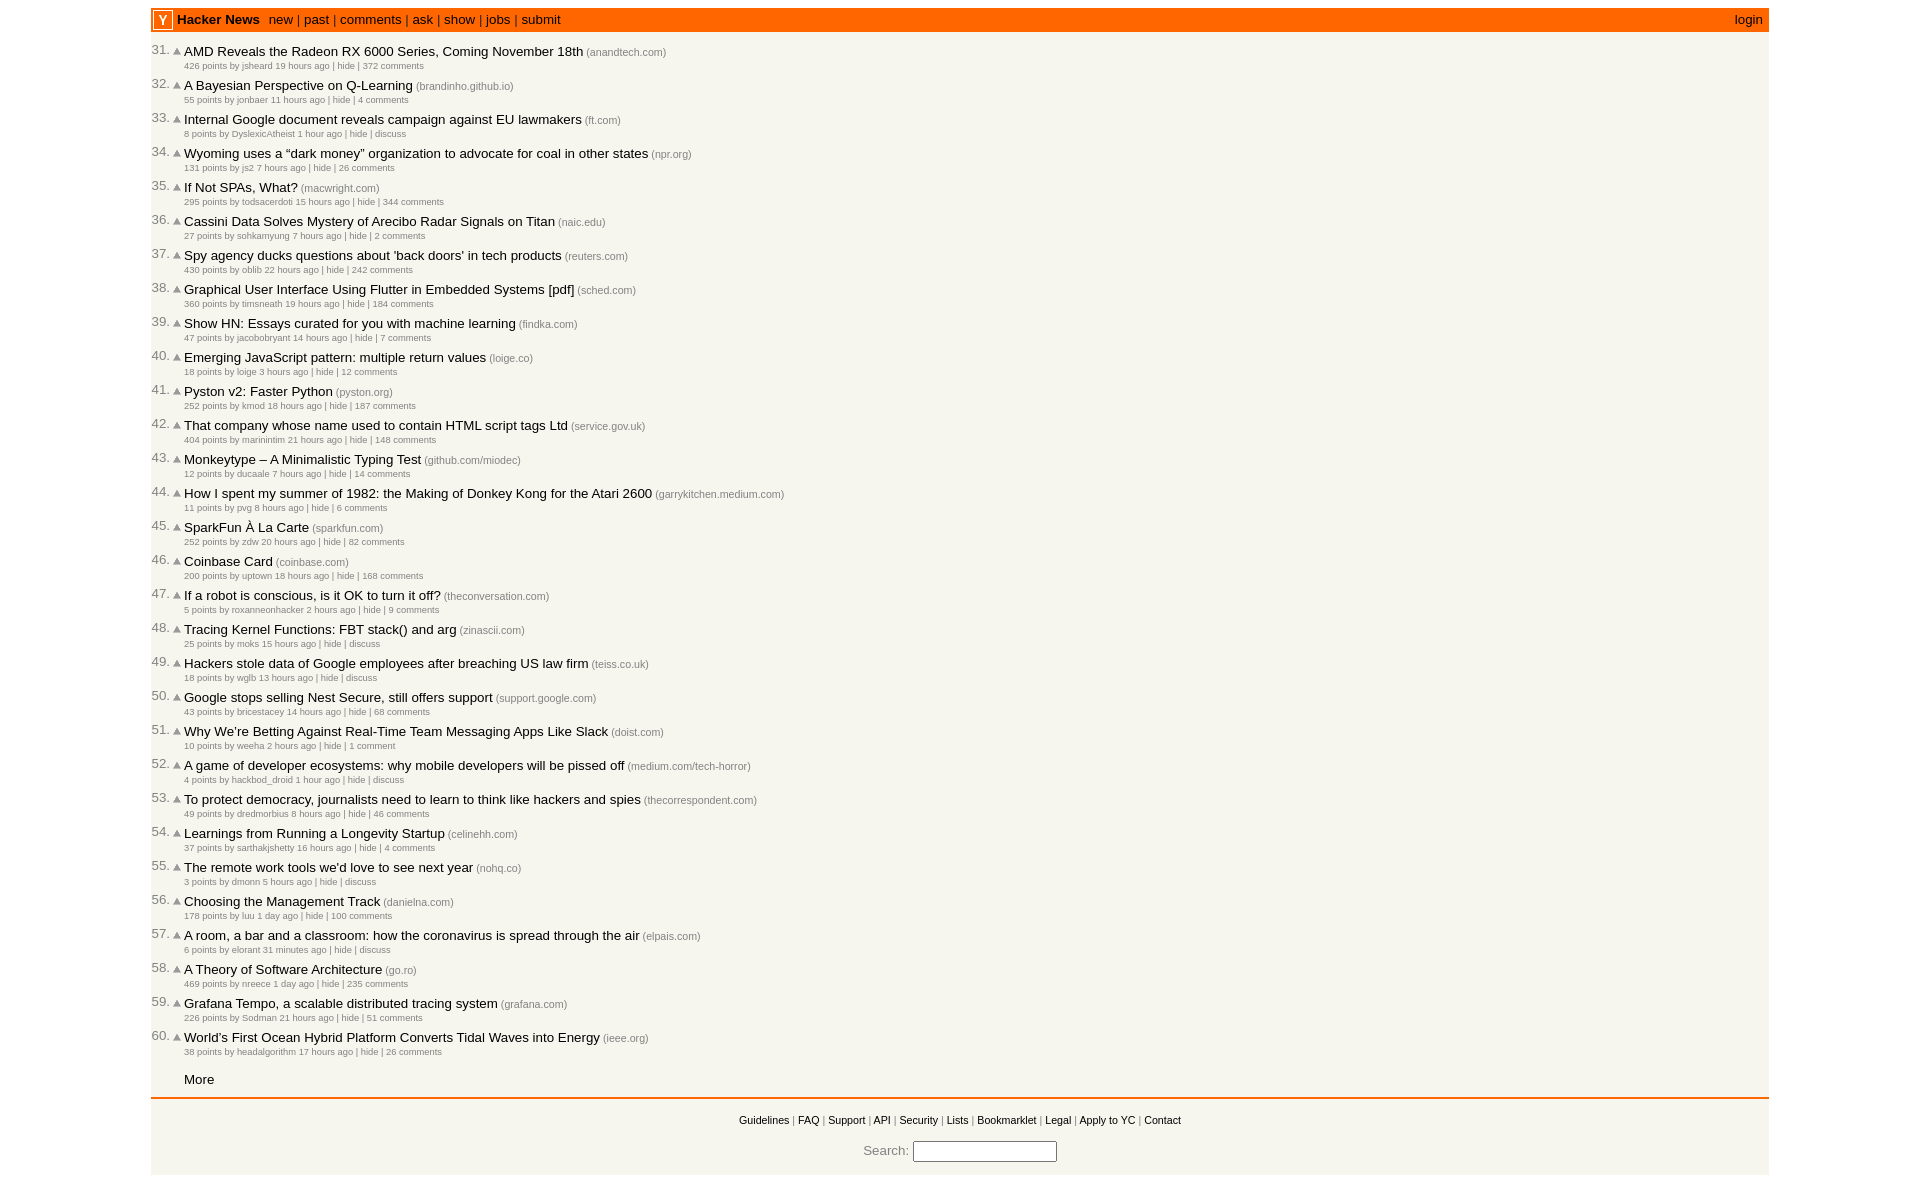 Y Hacker News new | past | comments | ask | show | jobs | submit login
31. AMD Reveals the Radeon RX 6000 Series, Coming November 18th (anandtech.com)
426 points by jsheard 19 hours ago | hide | 372 comments
32. A Bayesian Perspective on Q-Learning (brandinho.github.io)
55 points by jonbaer 11 hours ago | hide | 4 comments
33. Internal Google document reveals campaign against EU lawmakers (ft.com)
8 points by DyslexicAtheist 1 hour ago | hide | discuss
34. Wyoming uses a “dark money” organization to advocate for coal in other states (npr.org)
131 points by js2 7 hours ago | hide | 26 comments
35. If Not SPAs, What? (macwright.com)
295 points by todsacerdoti 15 hours ago | hide | 344 comments
36. Cassini Data Solves Mystery of Arecibo Radar Signals on Titan (naic.edu)
27 points by sohkamyung 7 hours ago | hide | 2 comments
37. Spy agency ducks questions about 'back doors' in tech products (reuters.com)
430 points by oblib 22 hours ago | hide | 242 comments
38. Graphical User Interface Using Flutter in Embedded Systems [pdf] (sched.com)
360 points by timsneath 19 hours ago | hide | 184 comments
39. Show HN: Essays curated for you with machine learning (findka.com)
47 points by jacobobryant 14 hours ago | hide | 7 comments
40. Emerging JavaScript pattern: multiple return values (loige.co)
18 points by loige 3 hours ago | hide | 12 comments
41. Pyston v2: Faster Python (pyston.org)
252 points by kmod 18 hours ago | hide | 187 comments
42. That company whose name used to contain HTML script tags Ltd (service.gov.uk)
404 points by marinintim 21 hours ago | hide | 148 comments
43. Monkeytype – A Minimalistic Typing Test (github.com/miodec)
12 points by ducaale 7 hours ago | hide | 14 comments
44. How I spent my summer of 1982: the Making of Donkey Kong for the Atari 2600 (garrykitchen.medium.com)
11 points by pvg 8 hours ago | hide | 6 comments
45. SparkFun À La Carte (sparkfun.com)
252 points by zdw 20 hours ago | hide | 82 comments
46. Coinbase Card (coinbase.com)
200 points by uptown 18 hours ago | hide | 168 comments
47. If a robot is conscious, is it OK to turn it off? (theconversation.com)
5 points by roxanneonhacker 2 hours ago | hide | 9 comments
48. Tracing Kernel Functions: FBT stack() and arg (zinascii.com)
25 points by moks 15 hours ago | hide | discuss
49. Hackers stole data of Google employees after breaching US law firm (teiss.co.uk)
18 points by wglb 13 hours ago | hide | discuss
50. Google stops selling Nest Secure, still offers support (support.google.com)
43 points by bricestacey 14 hours ago | hide | 68 comments
51. Why We’re Betting Against Real-Time Team Messaging Apps Like Slack (doist.com)
10 points by weeha 2 hours ago | hide | 1 comment
52. A game of developer ecosystems: why mobile developers will be pissed off (medium.com/tech-horror)
4 points by hackbod_droid 1 hour ago | hide | discuss
53. To protect democracy, journalists need to learn to think like hackers and spies (thecorrespondent.com)
49 points by dredmorbius 8 hours ago | hide | 46 comments
54. Learnings from Running a Longevity Startup (celinehh.com)
37 points by sarthakjshetty 16 hours ago | hide | 4 comments
55. The remote work tools we'd love to see next year (nohq.co)
3 points by dmonn 5 hours ago | hide | discuss
56. Choosing the Management Track (danielna.com)
178 points by luu 1 day ago | hide | 100 comments
57. A room, a bar and a classroom: how the coronavirus is spread through the air (elpais.com)
6 points by elorant 31 minutes ago | hide | discuss
58. A Theory of Software Architecture (go.ro)
469 points by nreece 1 day ago | hide | 235 comments
59. Grafana Tempo, a scalable distributed tracing system (grafana.com)
226 points by Sodman 21 hours ago | hide | 51 comments
60. World’s First Ocean Hybrid Platform Converts Tidal Waves into Energy (ieee.org)
38 points by headalgorithm 17 hours ago | hide | 26 comments
More
Guidelines | FAQ | Support | API | Security | Lists | Bookmarklet | Legal | Apply to YC | Contact
Search: